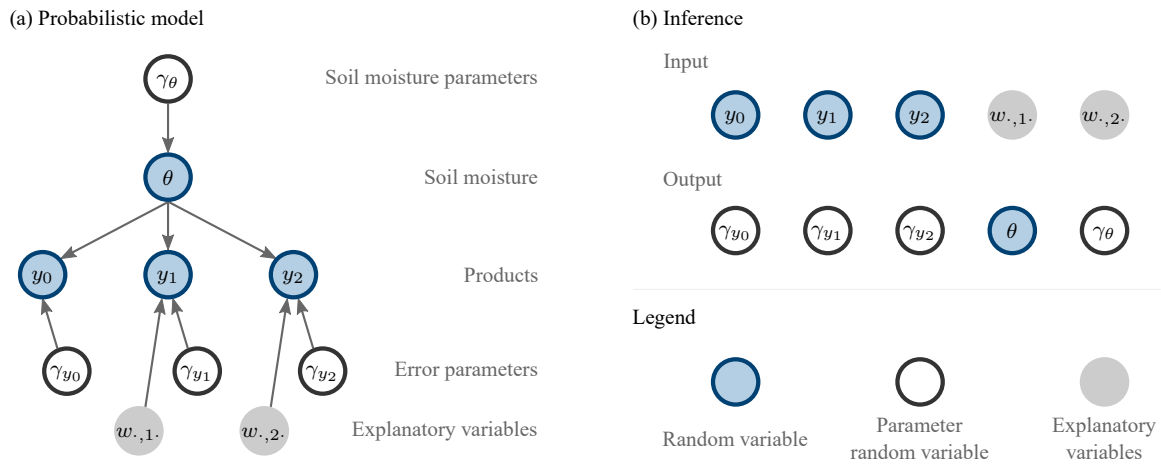 (a) Probabilistic model
γθ
Soil moisture parameters
θ
Soil moisture
y0 y1 y2
Products
γy0 γy1 γy2
Error parameters
w·,1· w·,2·
Explanatory variables
(b) Inference
Input
y0 y1 y2 w·,1· w·,2·
Output
γy0 γy1 γy2 θ γθ
Legend
Random variable
Parameter
random variable
Explanatory
variables